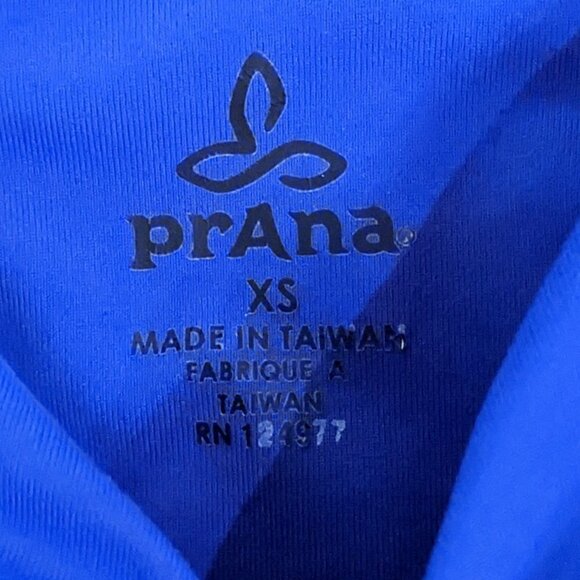 prAna®
XS
MADE IN TAIWAN
FABRIQUE A
TAIWAN
RN 124977